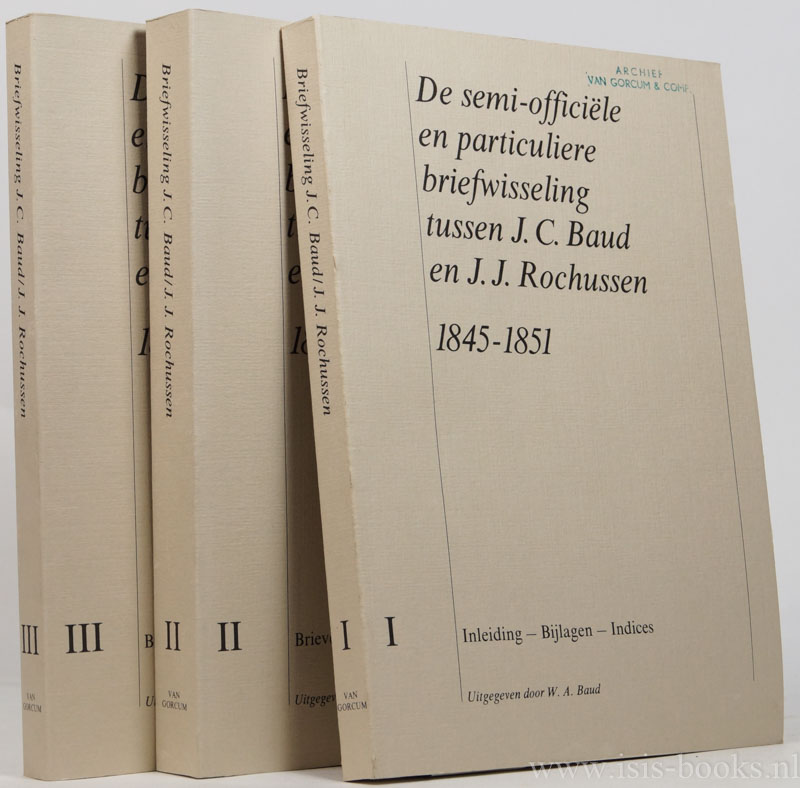 Briefwisseling J. C. Baud/J. J. Rochussen
III
VAN
GORCUM
III
Briefwisseling J. C. Baud/J. J. Rochussen
II
VAN
GORCUM
II
Uitgegeven
Briefwisseling J. C. Baud/J. J. Rochussen
I
VAN
GORCUM
ARCHIEF
VAN GORCUM & COMP.
De semi-officiële
en particuliere
briefwisseling
tussen J. C. Baud
en J. J. Rochussen
1845-1851
I
Inleiding – Bijlagen – Indices
Uitgegeven door W. A. Baud
www.isis-books.nl